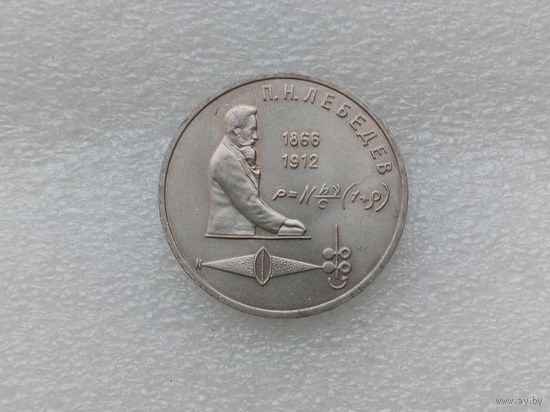 П.Н.ЛЕБЕДЕВ
1866
1912
p=N hν/c (1+ρ)
www.ay.by